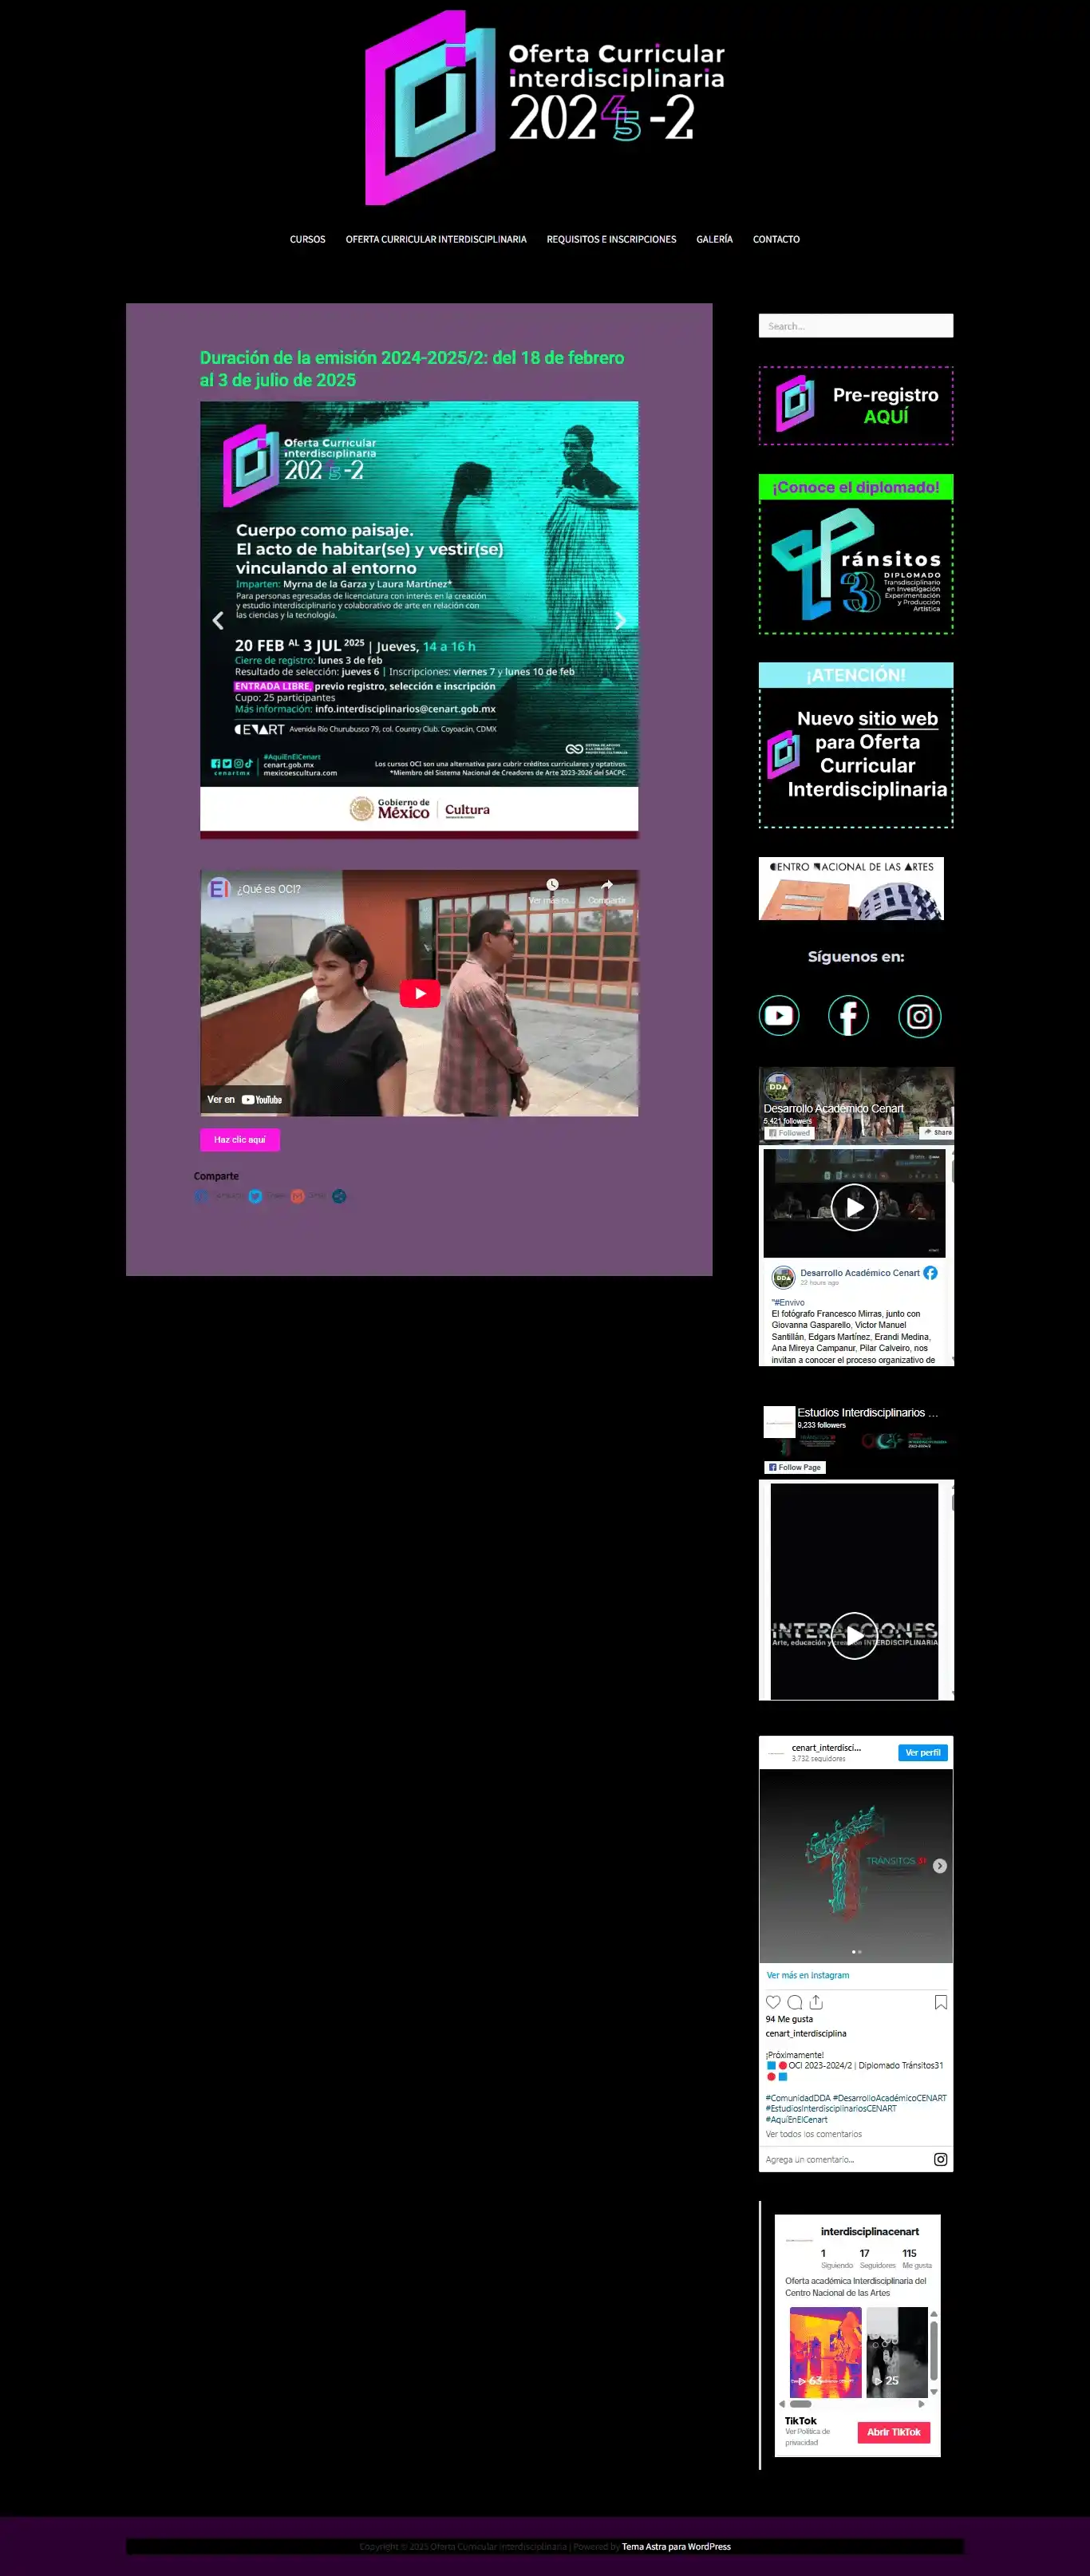 Oferta Curricular
interdisciplinaria
20245-2
CURSOS
OFERTA CURRICULAR INTERDISCIPLINARIA
REQUISITOS E INSCRIPCIONES
GALERÍA
CONTACTO
Duración de la emisión 2024-2025/2: del 18 de febrero
al 3 de julio de 2025
Oferta Curricular
interdisciplinaria
20245-2
Cuerpo como paisaje.
El acto de habitar(se) y vestir(se)
vinculando al entorno
Imparten: Myrna de la Garza y Laura Martínez*
Para personas egresadas de licenciatura con interés en la creación
y estudio interdisciplinario y colaborativo de arte en relación con
las ciencias y la tecnología.
20 FEB AL 3 JUL 2025 | Jueves, 14 a 16 h
Cierre de registro: lunes 3 de feb
Resultado de selección: jueves 6 | Inscripciones: viernes 7 y lunes 10 de feb
ENTRADA LIBRE, previo registro, selección e inscripción
Cupo: 25 participantes
Más información: info.interdisciplinarios@cenart.gob.mx
CENART Avenida Río Churubusco 79, col. Country Club. Coyoacán, CDMX
#AquíEnElCenart
cenart.gob.mx
cenartmx
mexicoescultura.com
Los cursos OCI son una alternativa para cubrir créditos curriculares y optativos.
*Miembro del Sistema Nacional de Creadores de Arte 2023-2026 del SACPC.
Gobierno de
México
Cultura
EI
¿Qué es OCI?
Ver más ta...
Compartir
Ver en YouTube
Haz clic aquí
Comparte
Search...
Pre-registro
AQUÍ
¡Conoce el diplomado!
Tránsitos
33
DIPLOMADO
Transdisciplinario
en Investigación
Experimentación
y Producción
Artística
¡ATENCIÓN!
Nuevo sitio web
para Oferta
Curricular
Interdisciplinaria
CENTRO NACIONAL DE LAS ARTES
Síguenos en:
DDA
Desarrollo Académico Cenart
5,421 followers
Followed
Share
DDA
Desarrollo Académico Cenart
22 hours ago
"#Envivo
El fotógrafo Francesco Mirras, junto con
Giovanna Gasparello, Victor Manuel
Santillán, Edgars Martínez, Erandi Medina,
Ana Mireya Campanur, Pilar Calveiro, nos
invitan a conocer el proceso organizativo de
Estudios Interdisciplinarios ...
9,233 followers
Follow Page
INTERACCIONES
Arte, educación y creación INTERDISCIPLINARIA
cenart_interdisci...
3.732 seguidores
Ver perfil
TRÁNSITOS 31
Ver más en Instagram
94 Me gusta
cenart_interdisciplina
¡Próximamente!
🟦🔴OCI 2023-2024/2 | Diplomado Tránsitos31
🔴🟦
#ComunidadDDA #DesarrolloAcadémicoCENART
#EstudiosInterdisciplinariosCENART
#AquíEnElCenart
Ver todos los comentarios
Agrega un comentario...
interdisciplinacenart
1
17
115
Siguiendo
Seguidores
Me gusta
Oferta académica Interdisciplinaria del
Centro Nacional de las Artes
63
25
TikTok
Ver Política de
privacidad
Abrir TikTok
Copyright © 2025 Oferta Curricular Interdisciplinaria | Powered by Tema Astra para WordPress